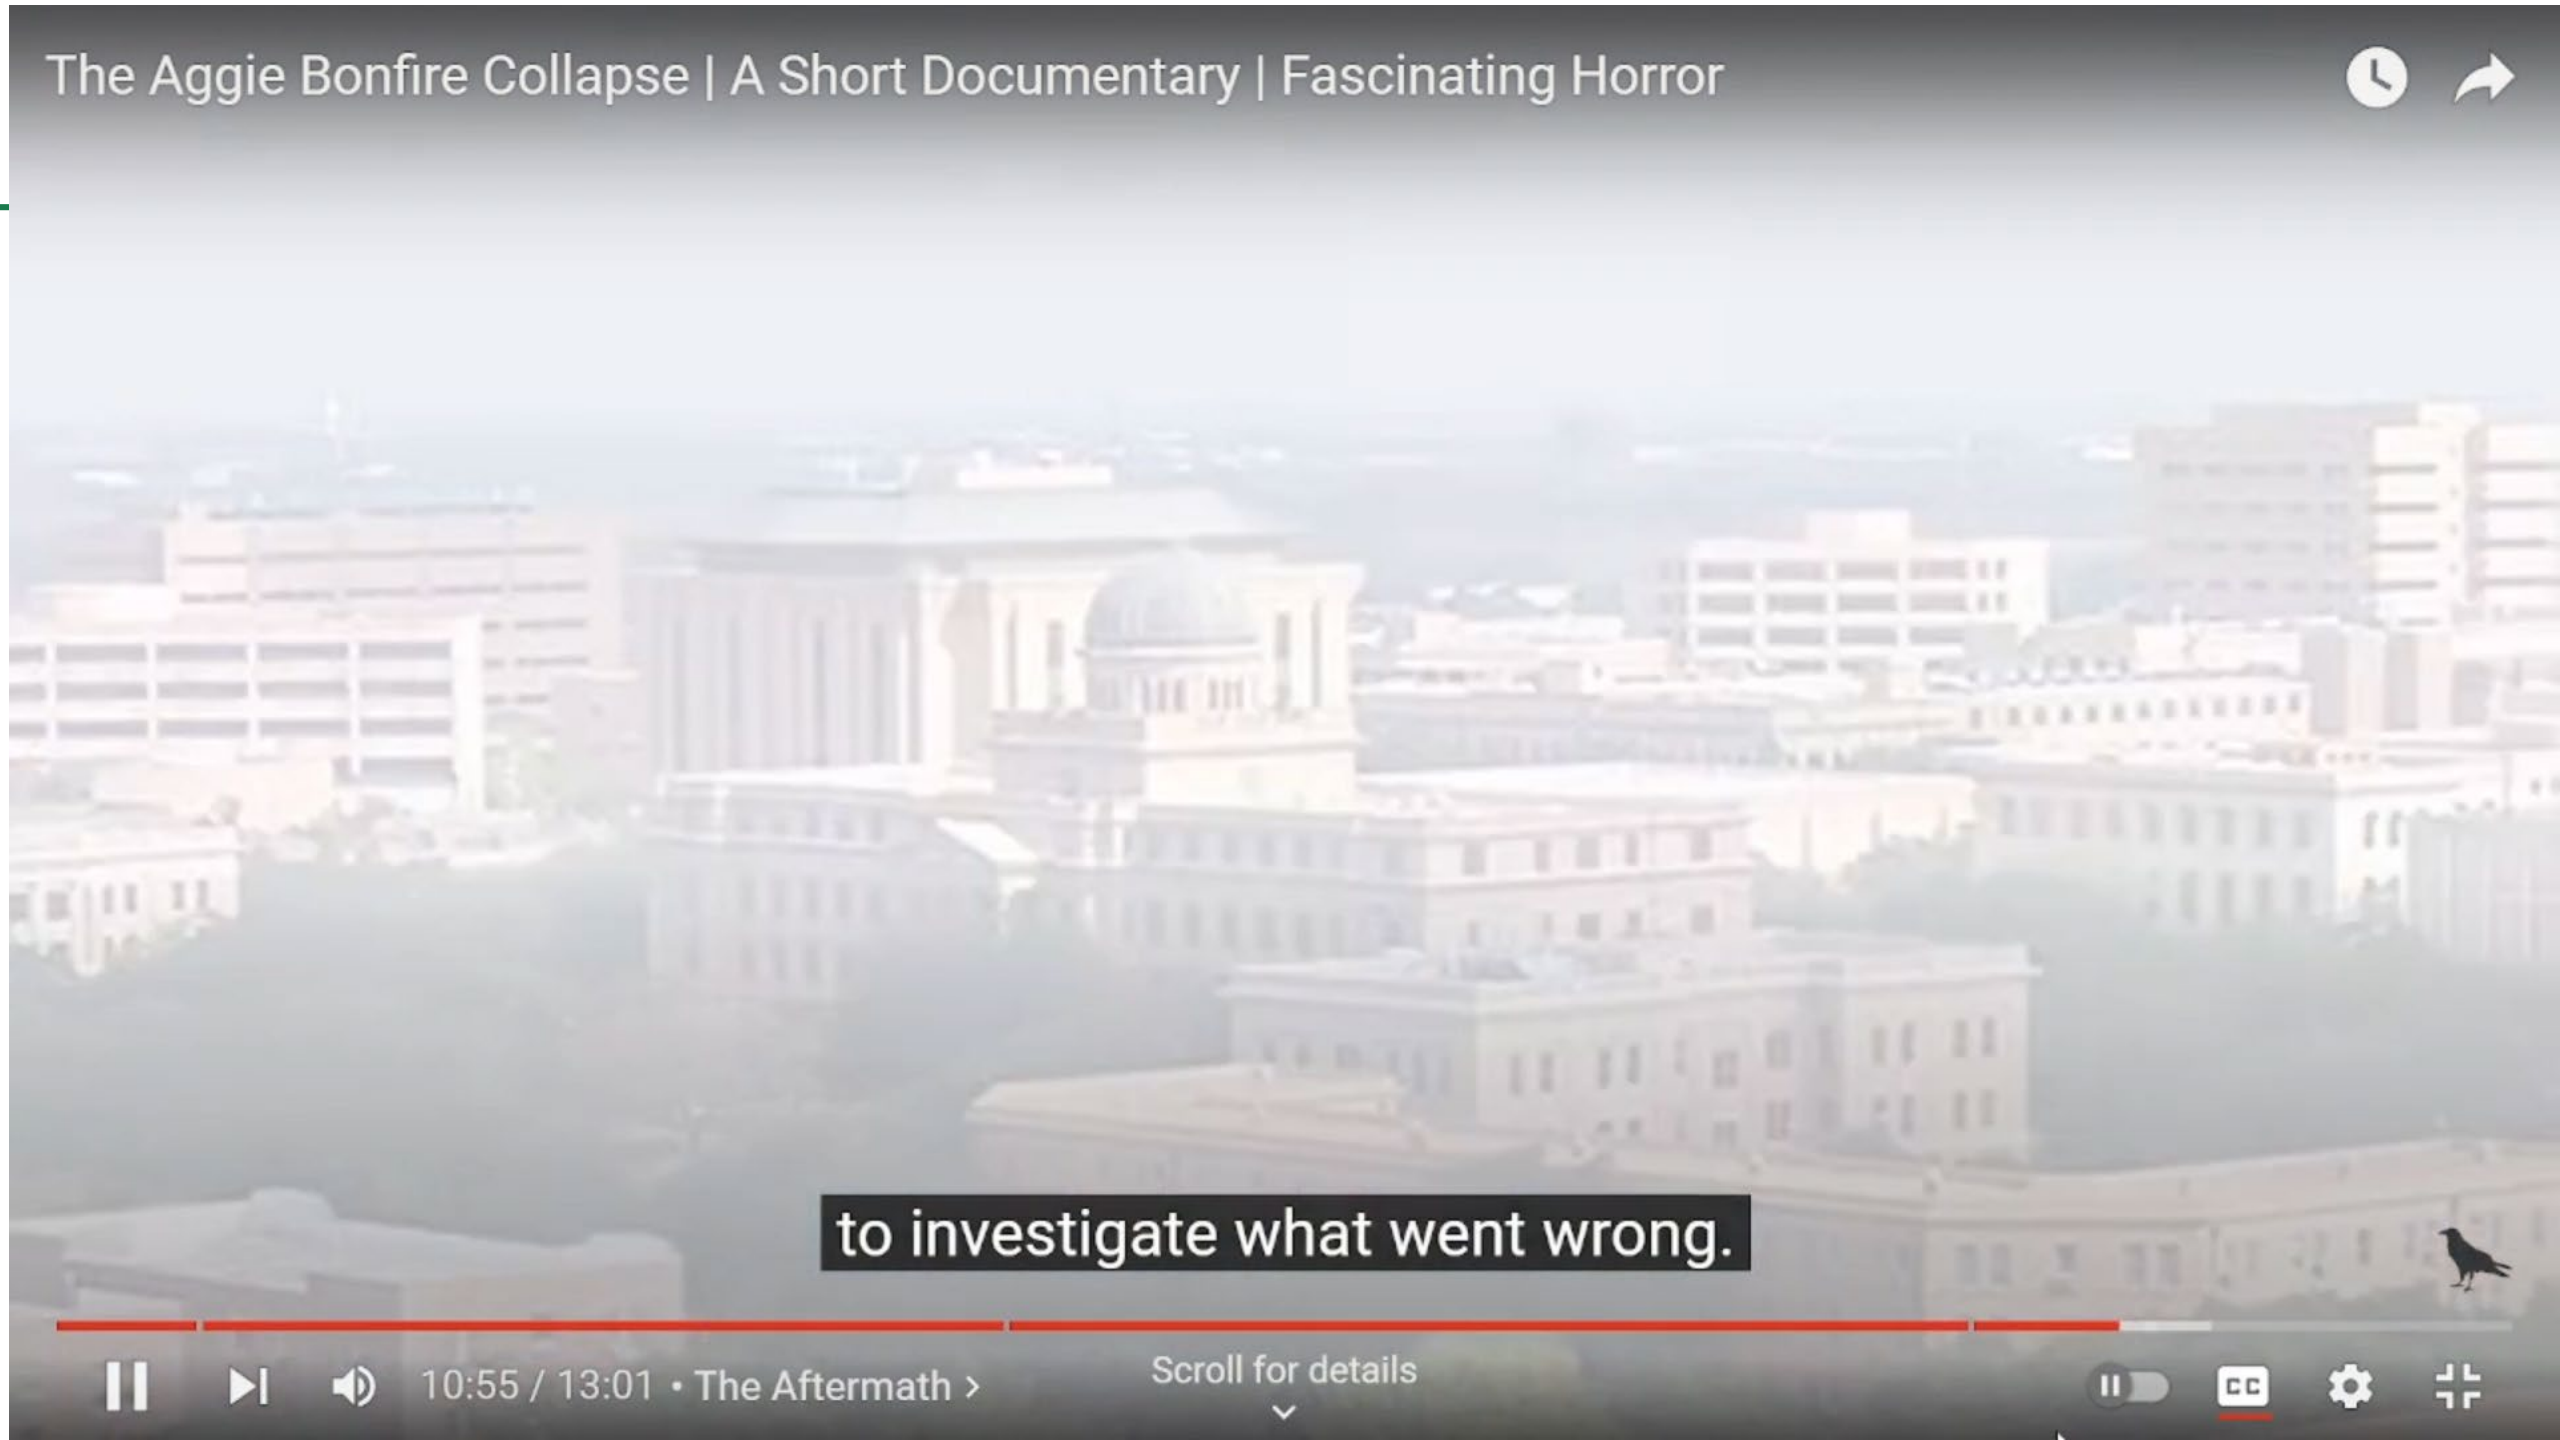 The Aggie Bonfire Collapse | A Short Documentary | Fascinating Horror
to investigate what went wrong.
10:55 / 13:01 • The Aftermath >
Scroll for details
CC